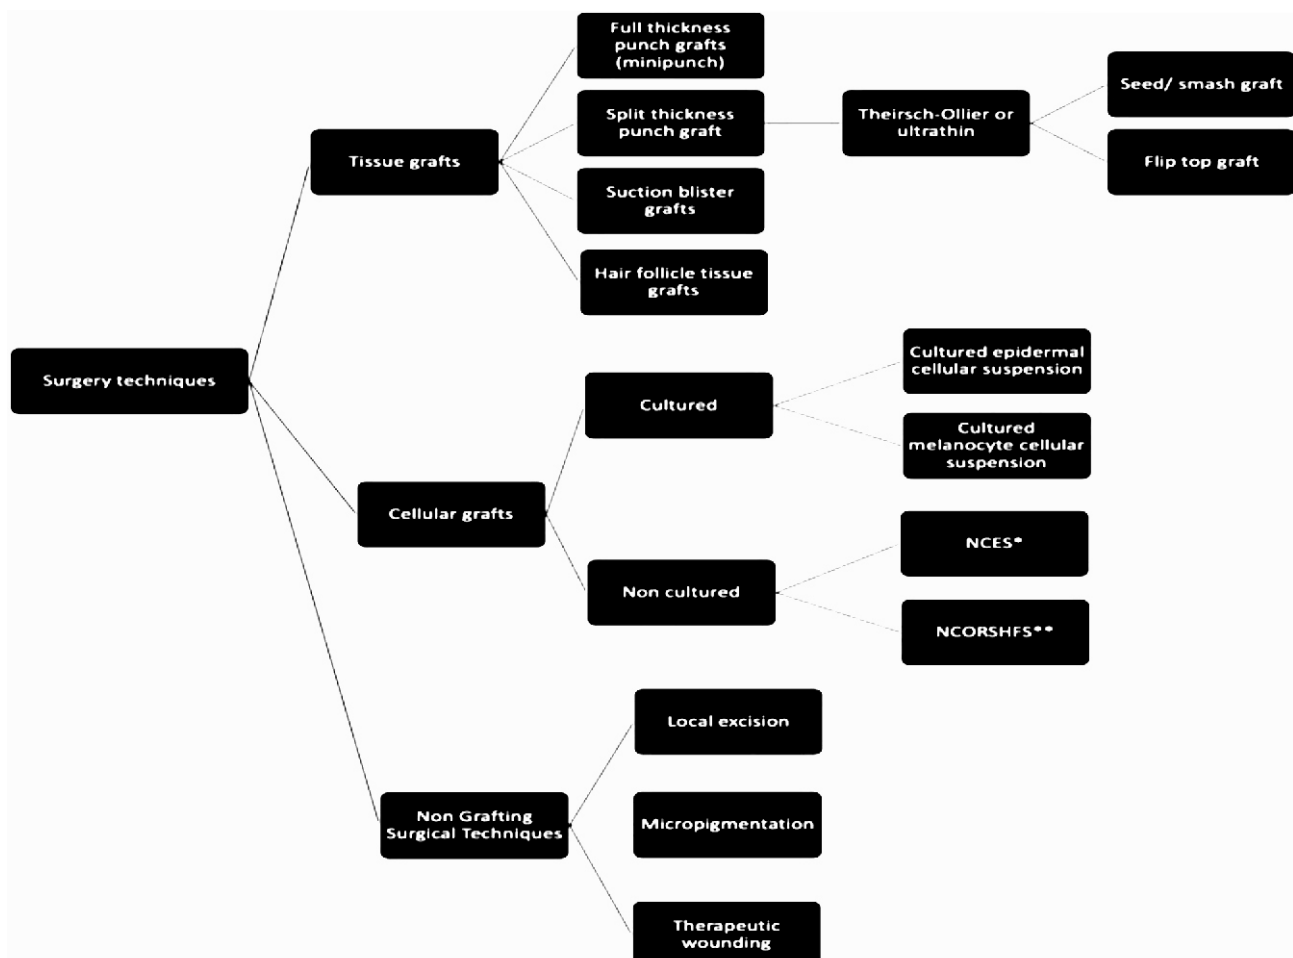 Full thickness
punch grafts
(minipunch)
Split thickness
punch graft
Theirsch-Ollier or
ultrathin
Seed/ smash graft
Flip top graft
Tissue grafts
Suction blister
grafts
Hair follicle tissue
grafts
Surgery techniques
Cultured epidermal
cellular suspension
Cultured
Cultured
melanocyte cellular
suspension
Cellular grafts
NCES*
Non cultured
NCORSHFS**
Local excision
Non Grafting
Surgical Techniques
Micropigmentation
Therapeutic
wounding